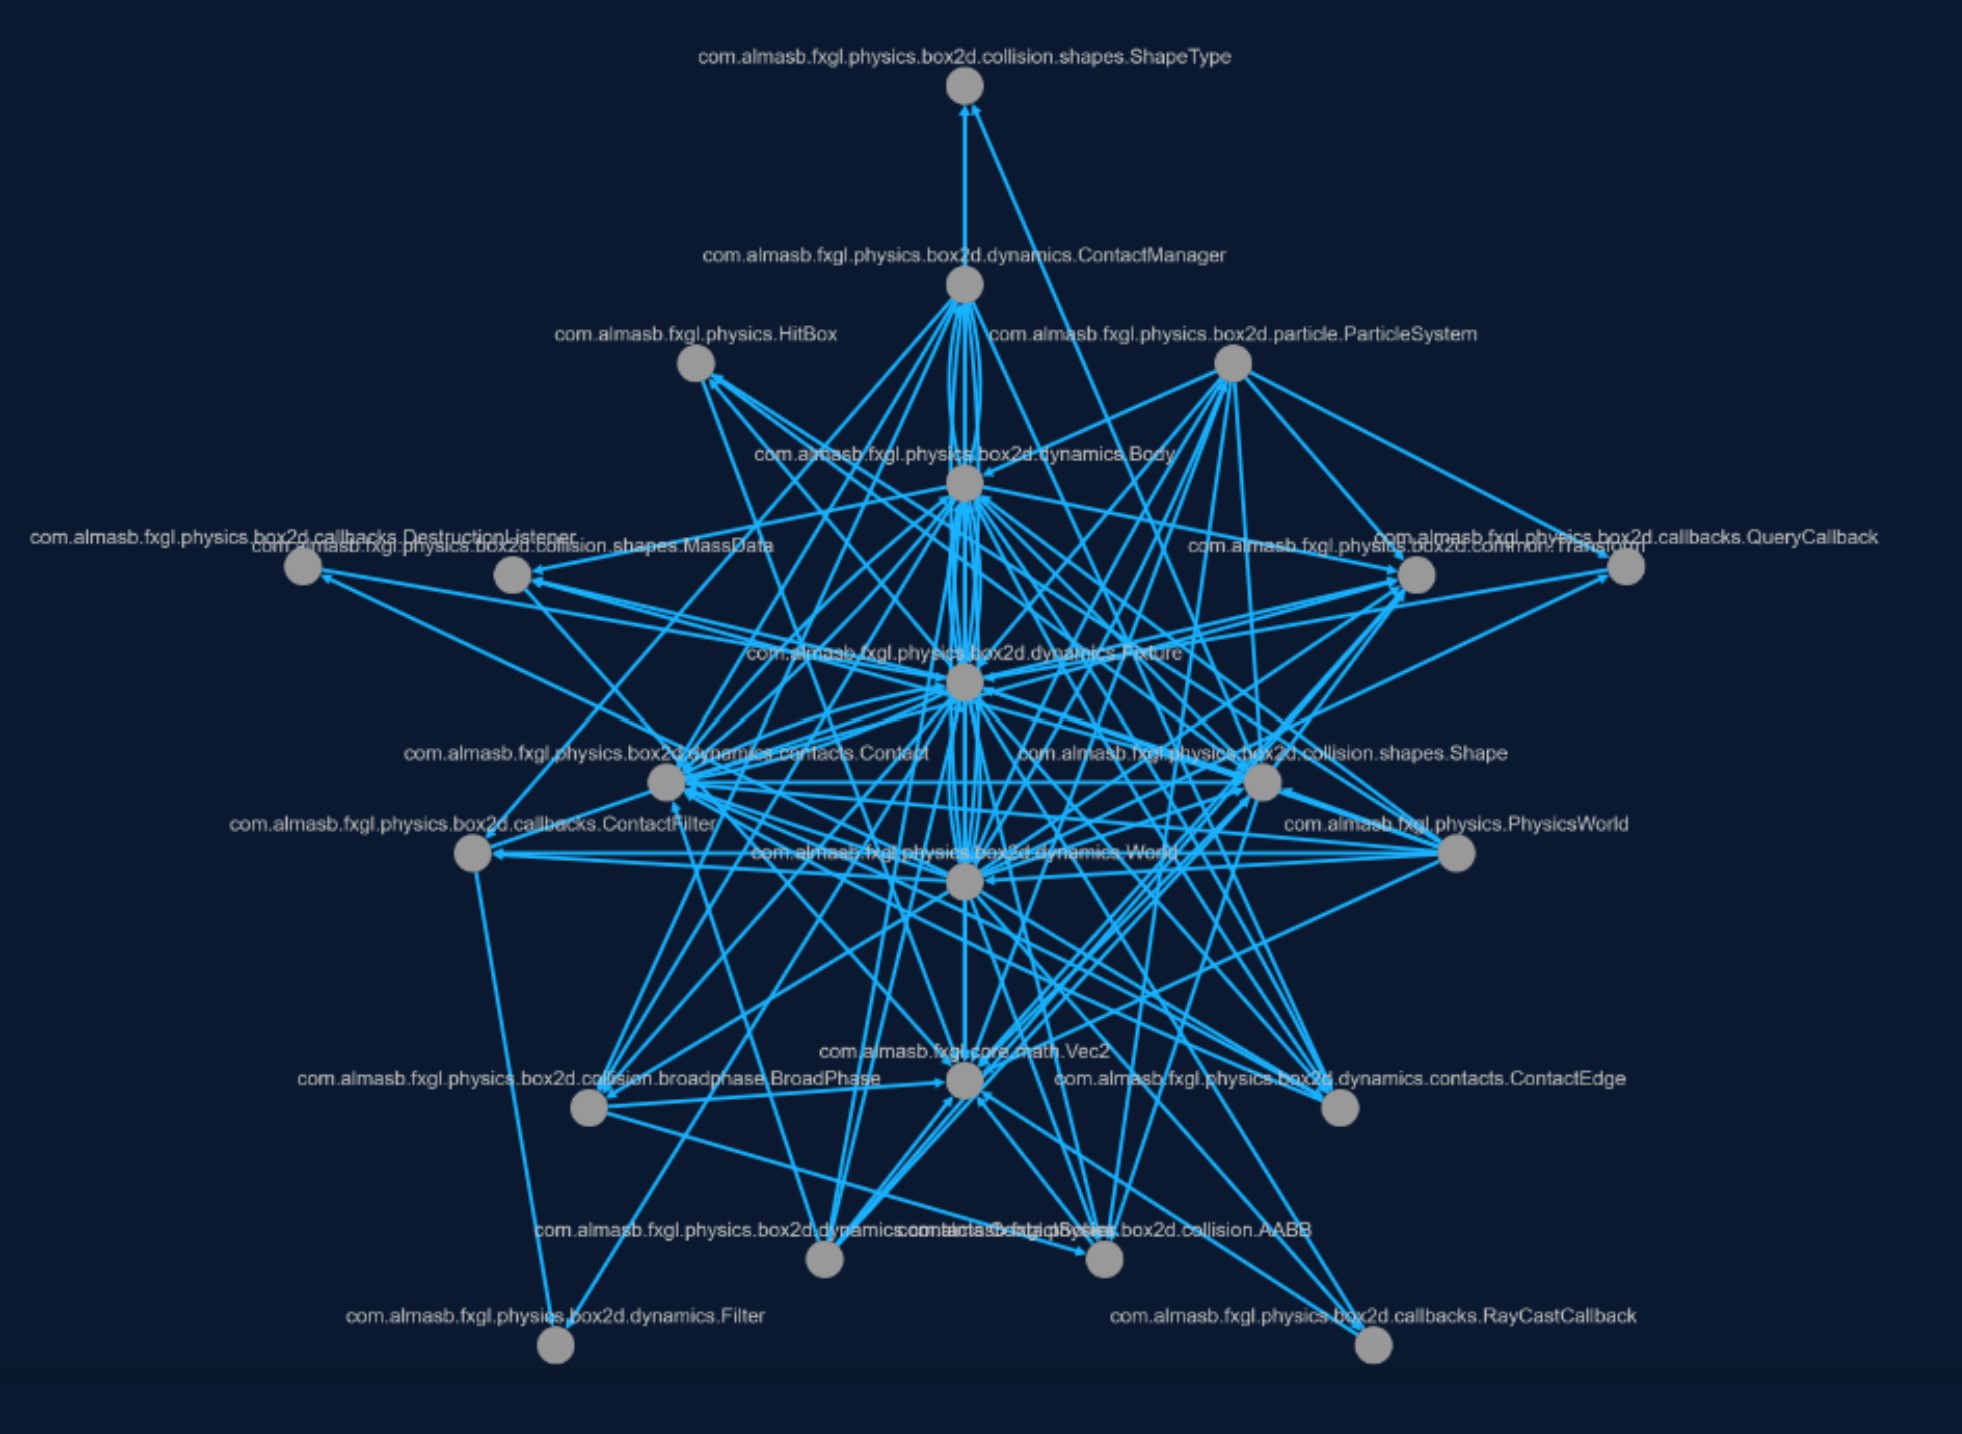 com.almasb.fxgl.physics.box2d.collision.shapes.ShapeType
com.almasb.fxgl.physics.box2d.dynamics.ContactManager
com.almasb.fxgl.physics.HitBox
com.almasb.fxgl.physics.box2d.particle.ParticleSystem
com.almasb.fxgl.physics.box2d.dynamics.Body
com.almasb.fxgl.physics.box2d.callbacks.DestructionListener
com.almasb.fxgl.physics.box2d.callbacks.QueryCallback
com.almasb.fxgl.physics.box2d.collision.shapes.MassData
com.almasb.fxgl.physics.box2d.common.Transform
com.almasb.fxgl.physics.box2d.dynamics.Fixture
com.almasb.fxgl.physics.box2d.dynamics.contacts.Contact
com.almasb.fxgl.physics.box2d.collision.shapes.Shape
com.almasb.fxgl.physics.box2d.callbacks.ContactFilter
com.almasb.fxgl.physics.PhysicsWorld
com.almasb.fxgl.physics.box2d.dynamics.World
com.almasb.fxgl.core.math.Vec2
com.almasb.fxgl.physics.box2d.collision.broadphase.BroadPhase
com.almasb.fxgl.physics.box2d.dynamics.contacts.ContactEdge
com.almasb.fxgl.physics.box2d.dynamics.contacts.
com.almasb.fxgl.physics.box2d.collision.AABB
com.almasb.fxgl.physics.box2d.dynamics.Filter
com.almasb.fxgl.physics.box2d.callbacks.RayCastCallback